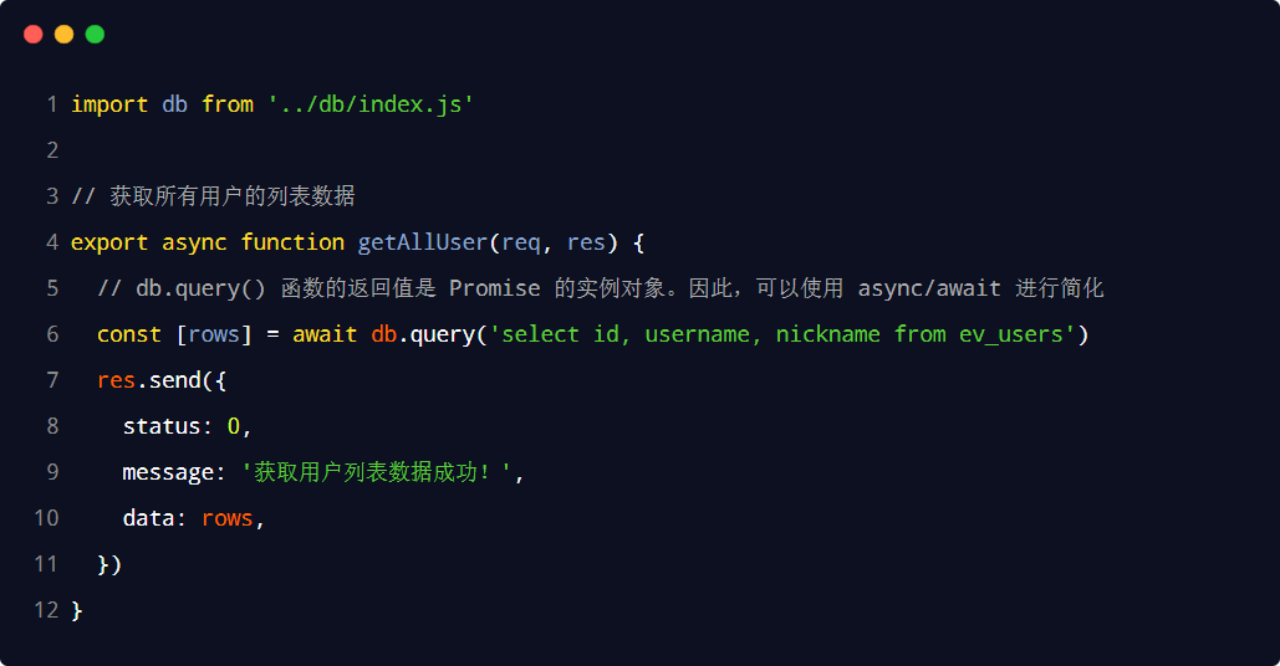 1 import db from '../db/index.js'
2
3 // 获取所有用户的列表数据
4 export async function getAllUser(req, res) {
5   // db.query() 函数的返回值是 Promise 的实例对象。因此，可以使用 async/await 进行简化
6   const [rows] = await db.query('select id, username, nickname from ev_users')
7   res.send({
8     status: 0,
9     message: '获取用户列表数据成功！',
10     data: rows,
11   })
12 }